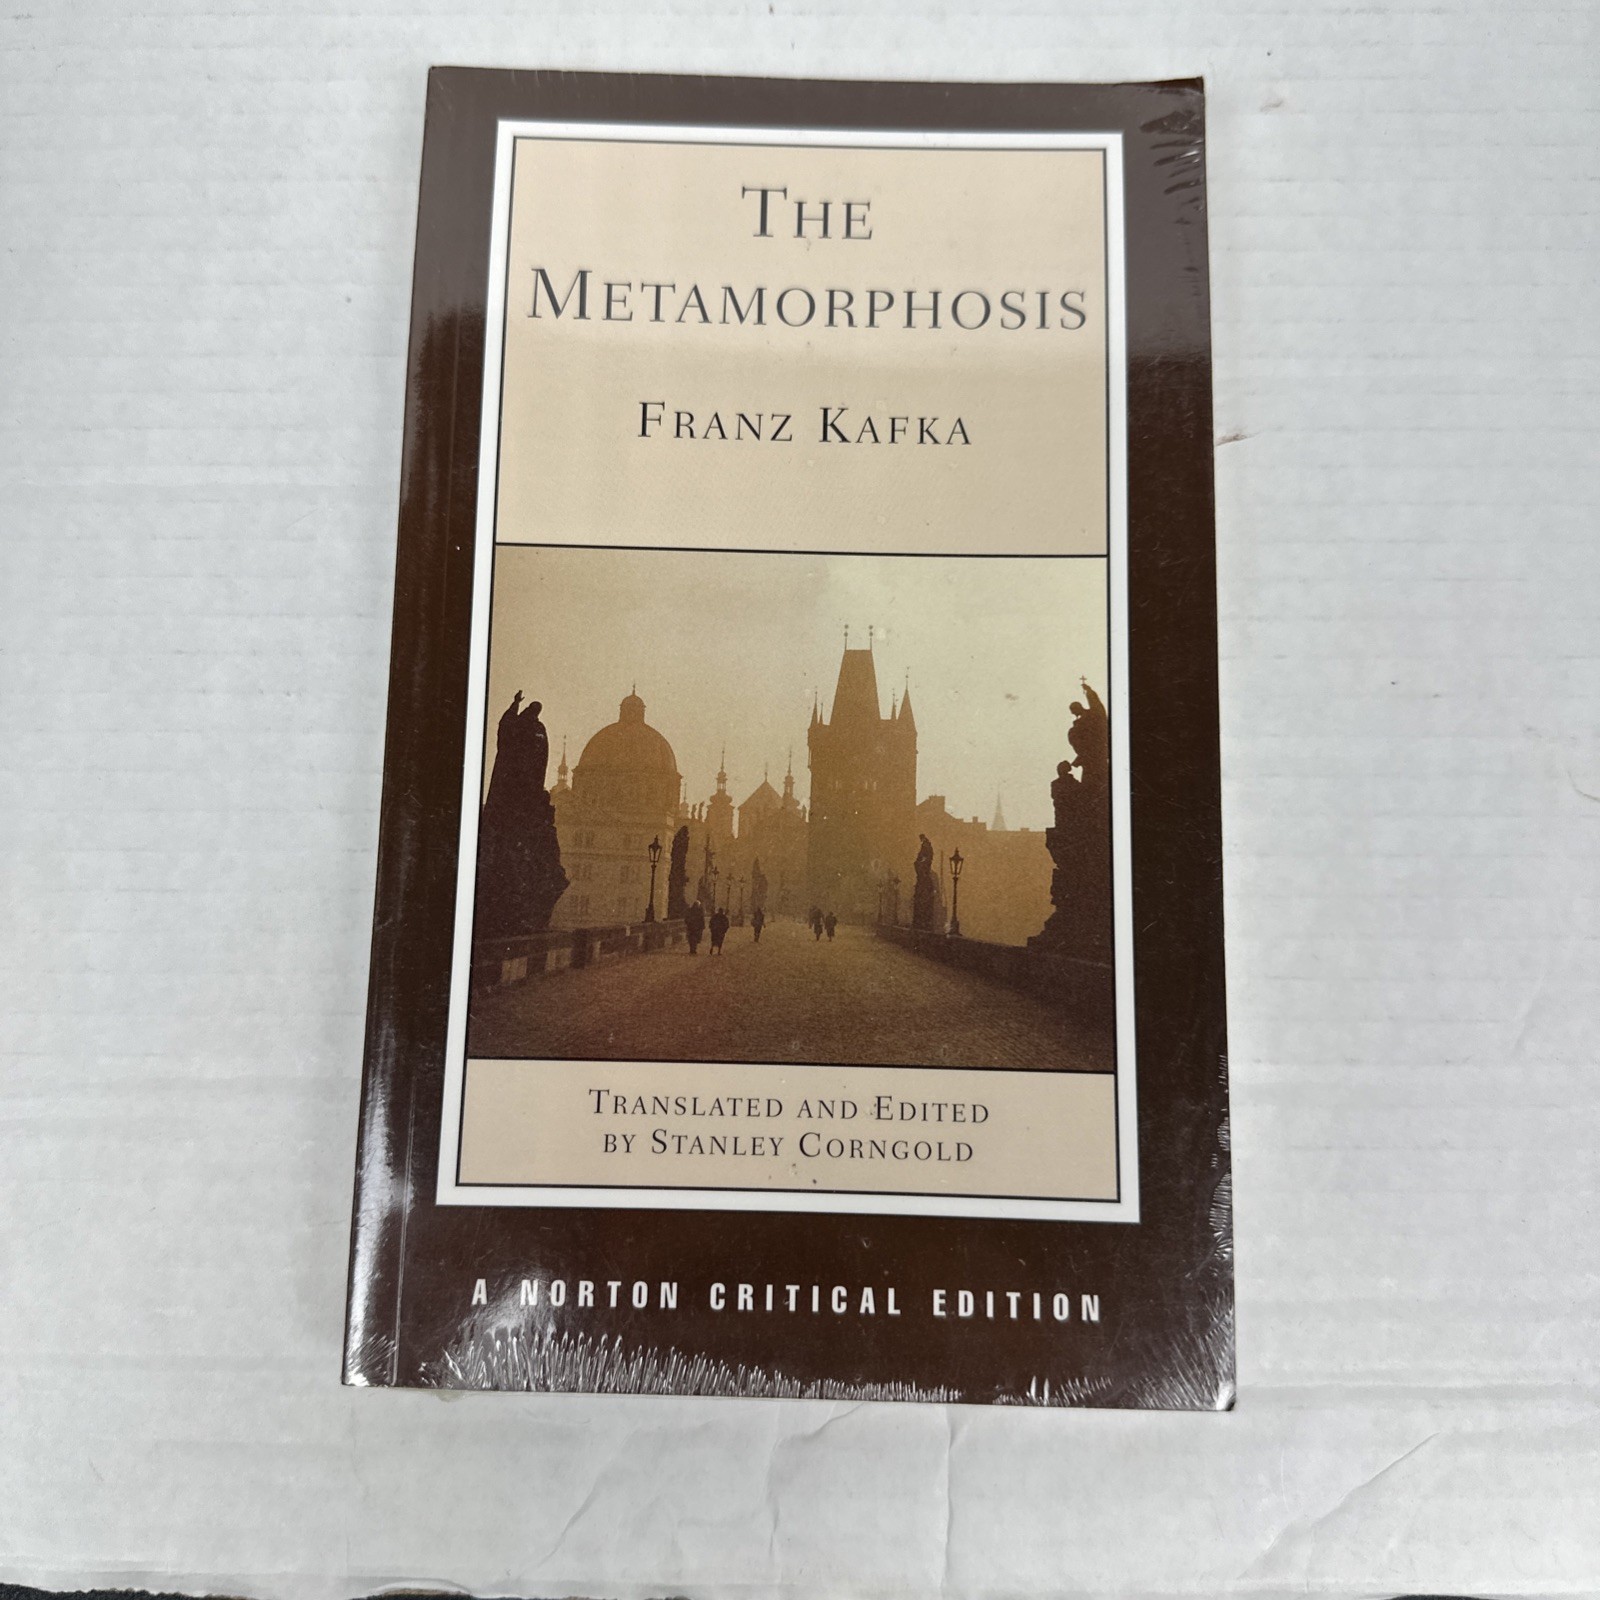 THE
METAMORPHOSIS
FRANZ KAFKA
TRANSLATED AND EDITED
BY STANLEY CORNGOLD
A NORTON CRITICAL EDITION